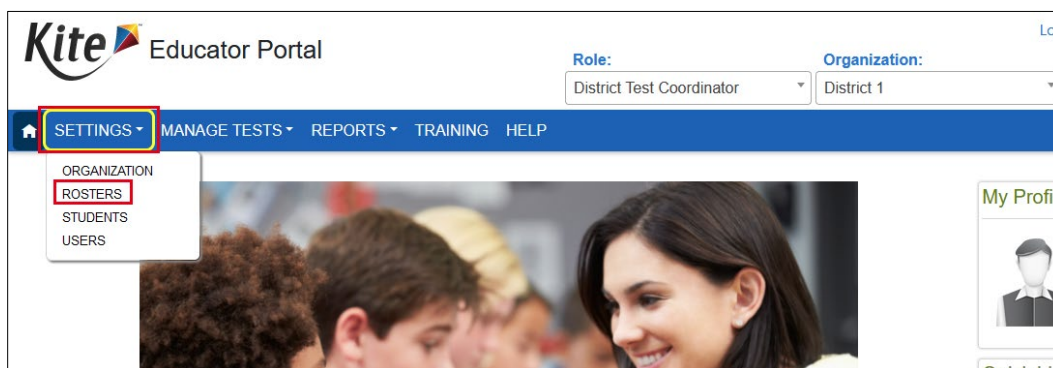 Kite Educator Portal
Role:
Organization:
District Test Coordinator
District 1
SETTINGS MANAGE TESTS REPORTS TRAINING HELP
ORGANIZATION
ROSTERS
STUDENTS
USERS
My Profi